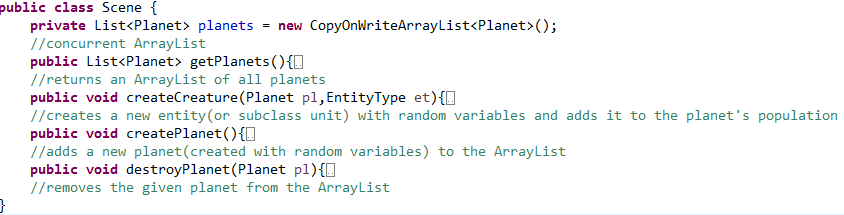 public class Scene {
    private List<Planet> planets = new CopyOnWriteArrayList<Planet>();
    //concurrent ArrayList
    public List<Planet> getPlanets(){
    //returns an ArrayList of all planets
    public void createCreature(Planet pl,EntityType et){
    //creates a new entity(or subclass unit) with random variables and adds it to the planet's population
    public void createPlanet(){
    //adds a new planet(created with random variables) to the ArrayList
    public void destroyPlanet(Planet pl){
    //removes the given planet from the ArrayList
}